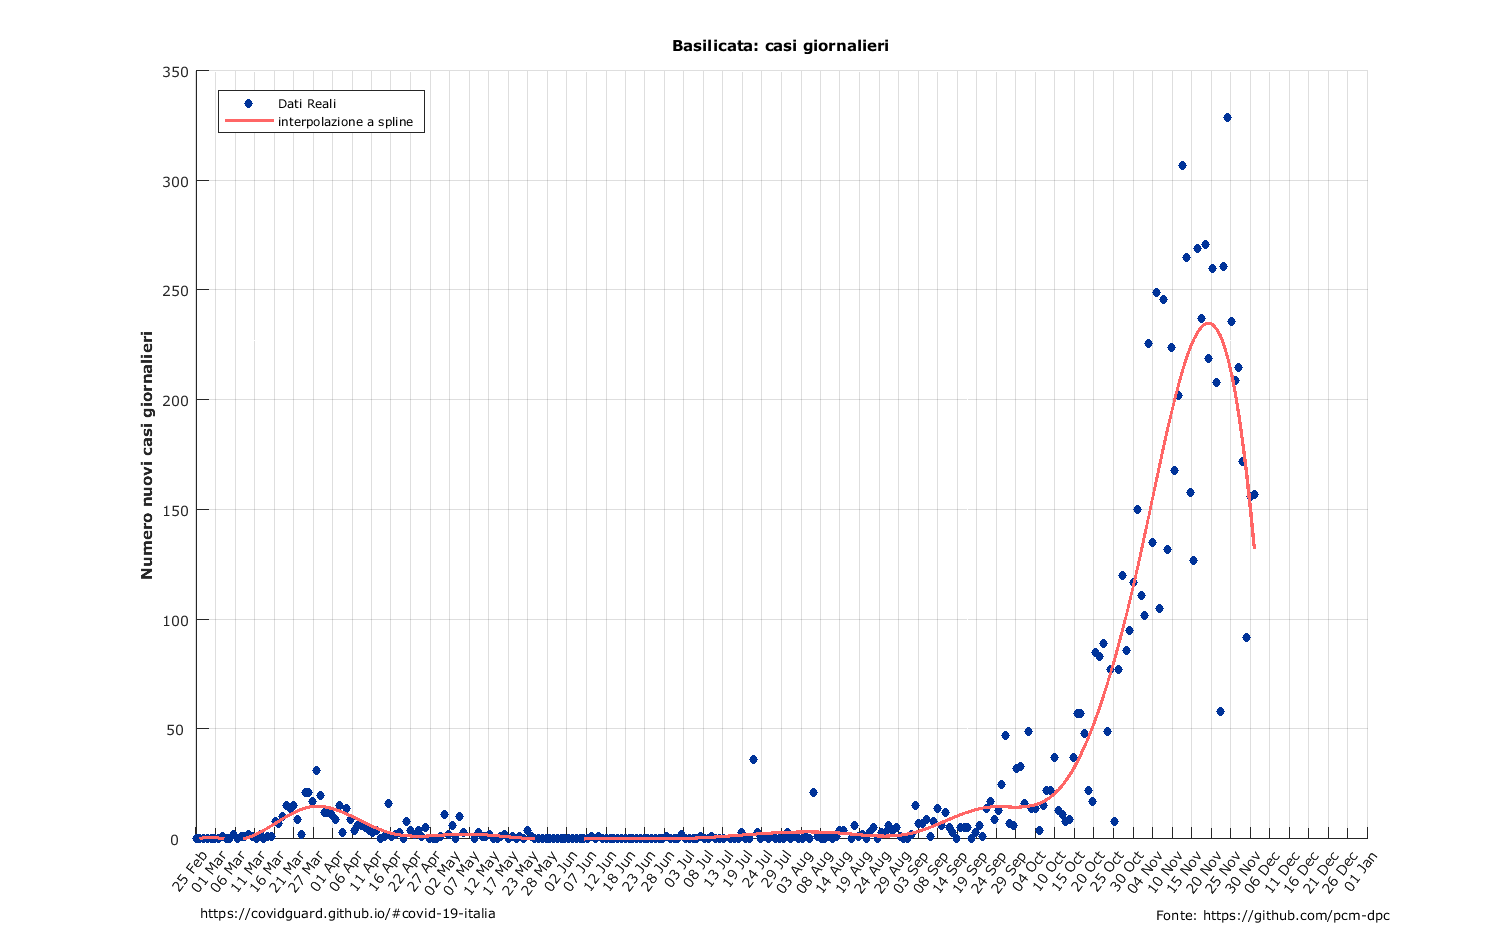 Basilicata: casi giornalieri
350
300
250
200
150
100
50
0
Numero nuovi casi giornalieri
Dati Reali
interpolazione a spline
25 Feb
01 Mar
06 Mar
11 Mar
16 Mar
21 Mar
27 Mar
01 Apr
06 Apr
11 Apr
16 Apr
22 Apr
27 Apr
02 May
07 May
12 May
17 May
23 May
28 May
02 Jun
07 Jun
12 Jun
18 Jun
23 Jun
28 Jun
03 Jul
08 Jul
13 Jul
19 Jul
24 Jul
29 Jul
03 Aug
08 Aug
14 Aug
19 Aug
24 Aug
29 Aug
03 Sep
08 Sep
14 Sep
19 Sep
24 Sep
29 Sep
04 Oct
10 Oct
15 Oct
20 Oct
25 Oct
30 Oct
04 Nov
10 Nov
15 Nov
20 Nov
25 Nov
30 Nov
06 Dec
11 Dec
16 Dec
21 Dec
26 Dec
01 Jan
https://covidguard.github.io/#covid-19-italia
Fonte: https://github.com/pcm-dpc